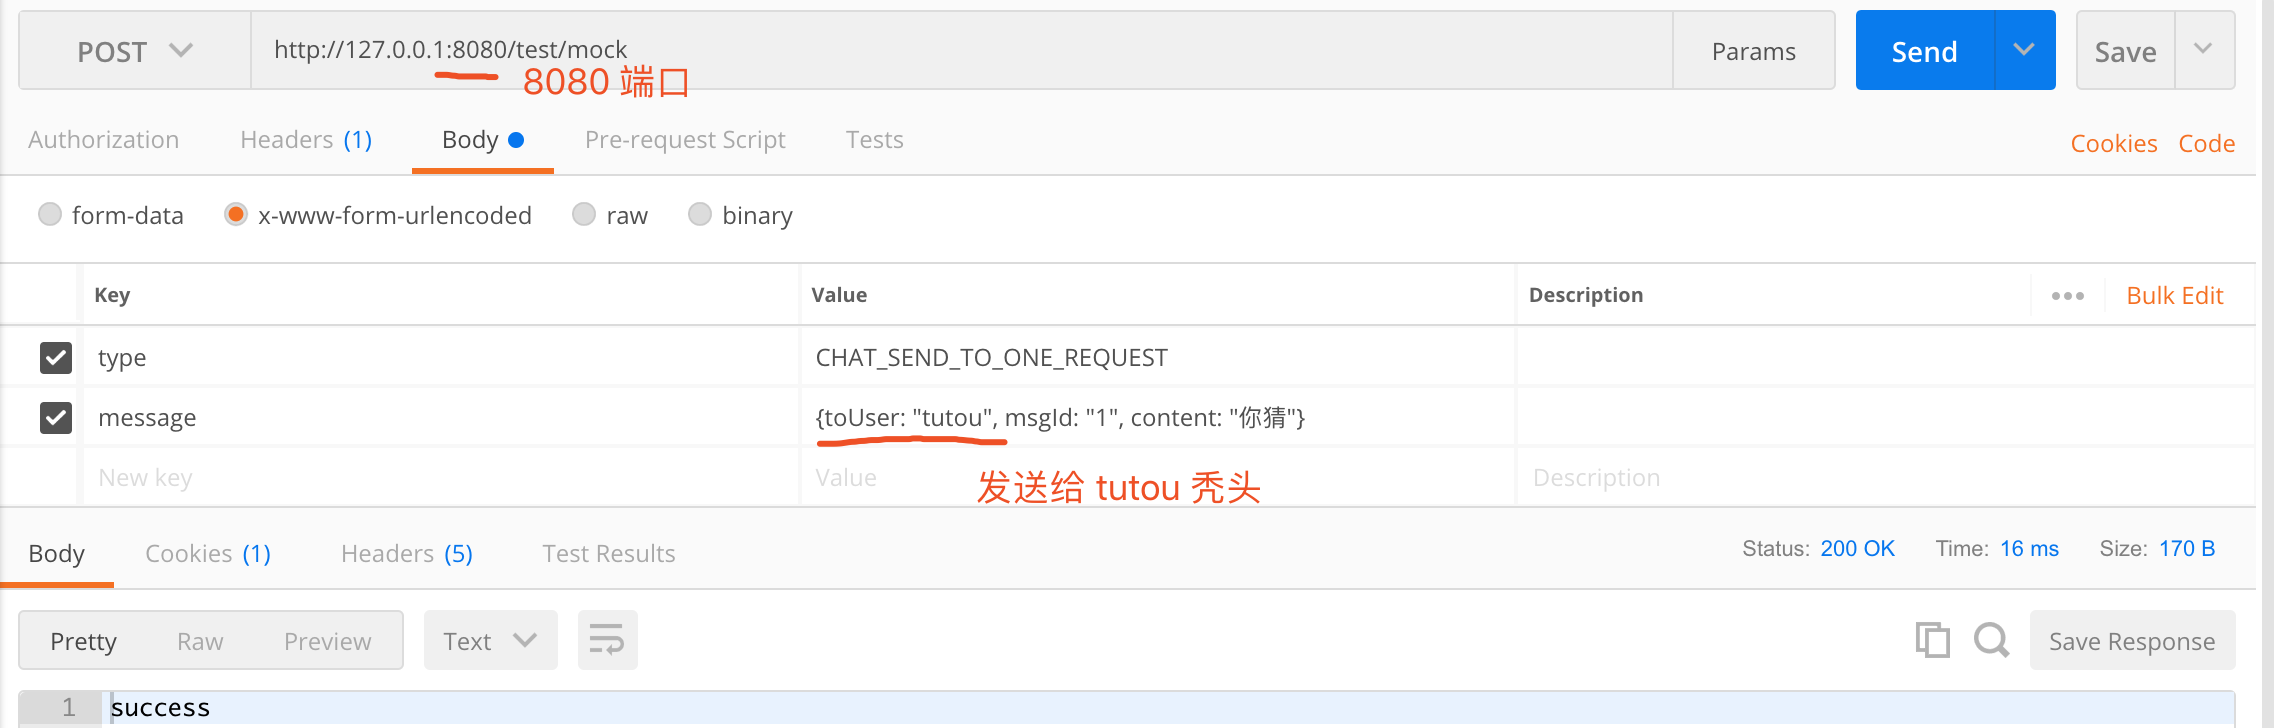 POST http://127.0.0.1:8080/test/mock Params Send Save
8080 端口
Authorization Headers (1) Body Pre-request Script Tests Cookies Code
form-data x-www-form-urlencoded raw binary
Key Value Description Bulk Edit
type CHAT_SEND_TO_ONE_REQUEST
message {toUser: "tutou", msgId: "1", content: "你猜"}
New key Value Description
发送给 tutou 秃头
Body Cookies (1) Headers (5) Test Results Status: 200 OK Time: 16 ms Size: 170 B
Pretty Raw Preview Text Save Response
1 success